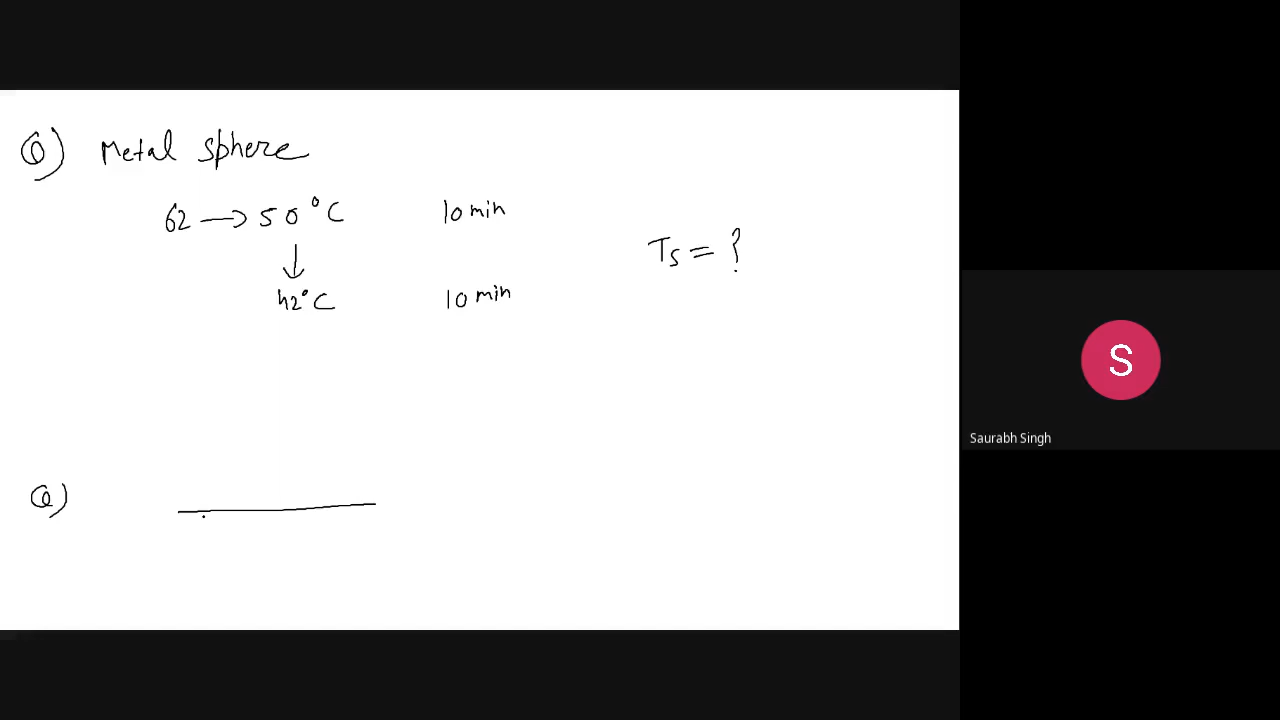 Q) Metal Sphere
62 → 50°C 10 min
Ts = ?
↓
42°C 10 min
Q)
S
Saurabh Singh